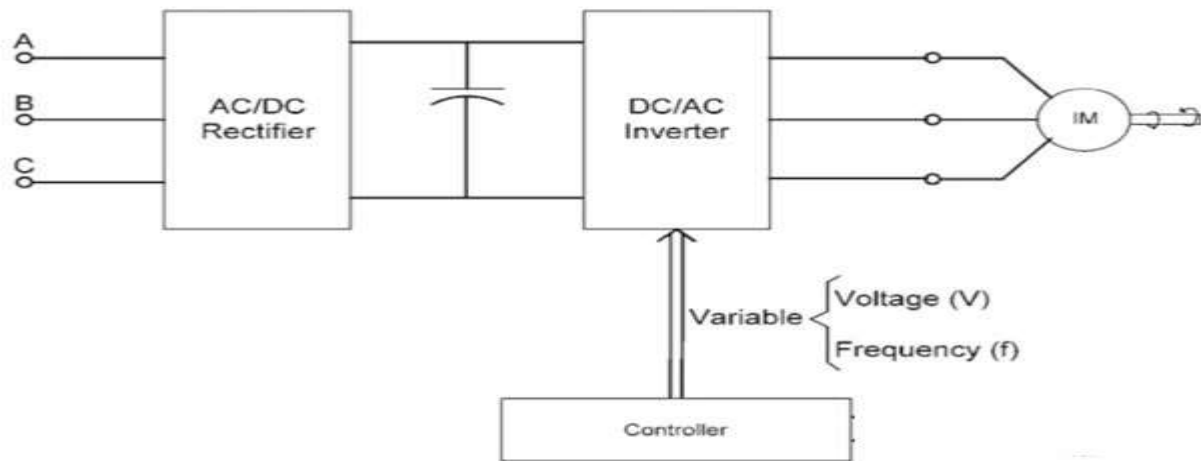 A
B
C
AC/DC
Rectifier
DC/AC
Inverter
IM
Variable
Voltage (V)
Frequency (f)
Controller